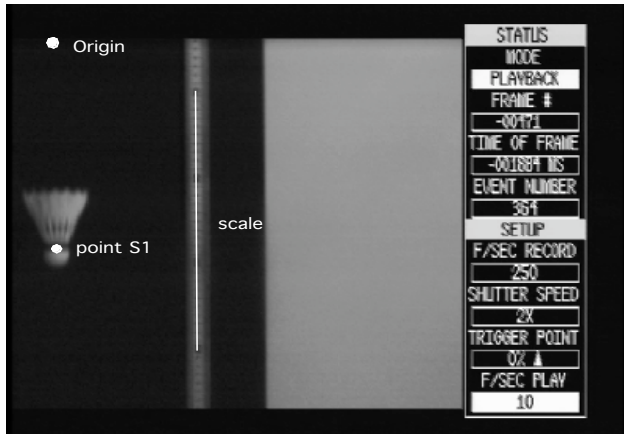 Origin
point S1
scale
STATUS
MODE
PLAYBACK
FRAME #
-00471
TIME OF FRAME
-001884 MS
EVENT NUMBER
364
SETUP
F/SEC RECORD
250
SHUTTER SPEED
2X
TRIGGER POINT
0%
F/SEC PLAY
10